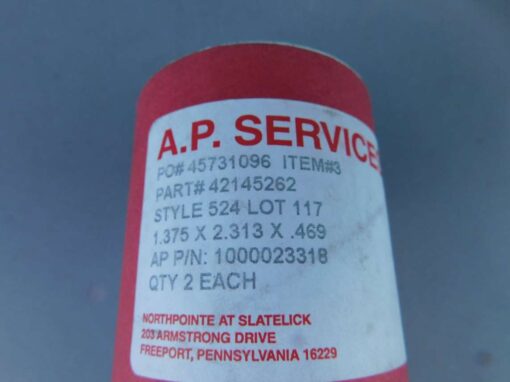 A.P. SERVICES
PO# 45731096 ITEM#3
PART# 42145262
STYLE 524 LOT 117
1.375 X 2.313 X .469
AP P/N: 1000023318
QTY 2 EACH
NORTHPOINTE AT SLATELICK
203 ARMSTRONG DRIVE
FREEPORT, PENNSYLVANIA 16229